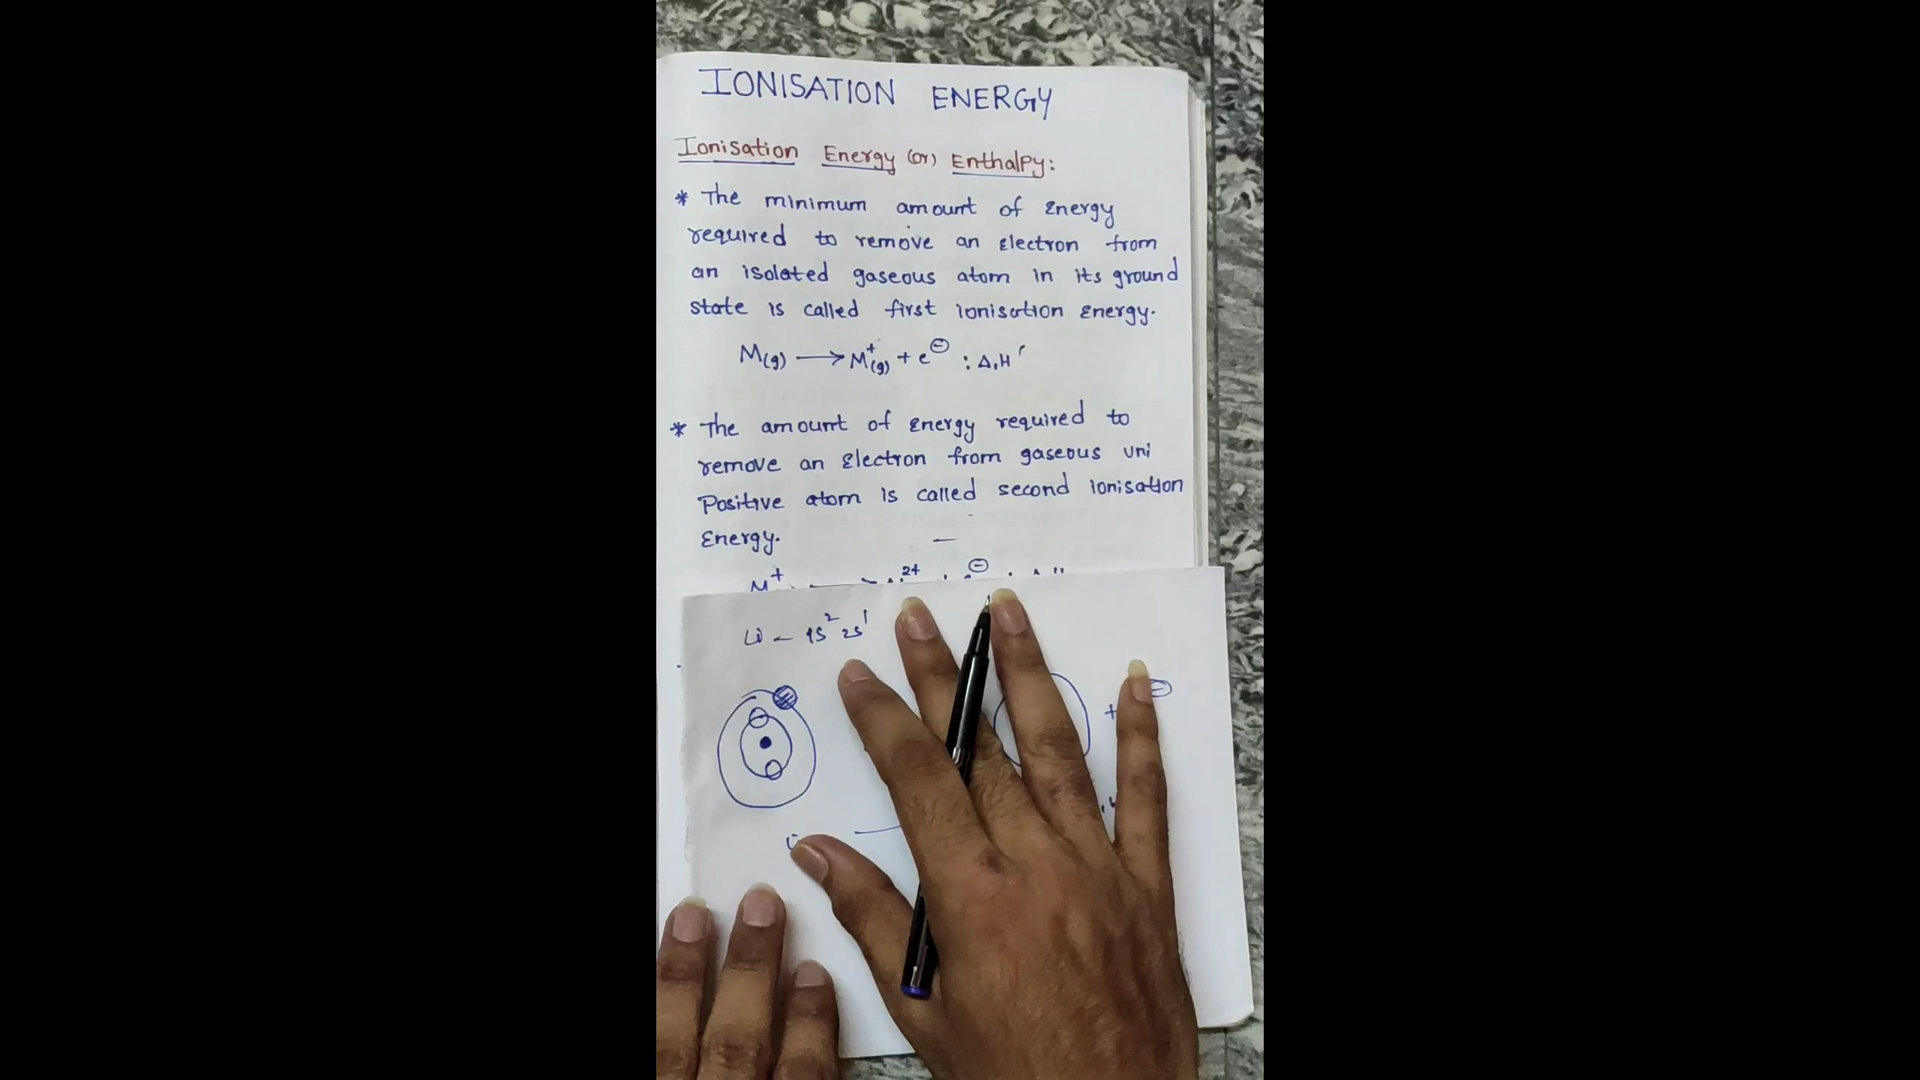 IONISATION ENERGY
Ionisation Energy (or) Enthalpy:
* The minimum amount of Energy
required to remove an Electron from
an isolated gaseous atom in its ground
state is called first ionisation Energy.
M(g) ⟶ M⁺(g) + e⊖ : Δ₁H'
* The amount of Energy required to
remove an Electron from gaseous uni
Positive atom is called second ionisation
Energy.
M⁺ ⟶ 2+ ⊖
Li – 1s² 2s¹
+ ⊖